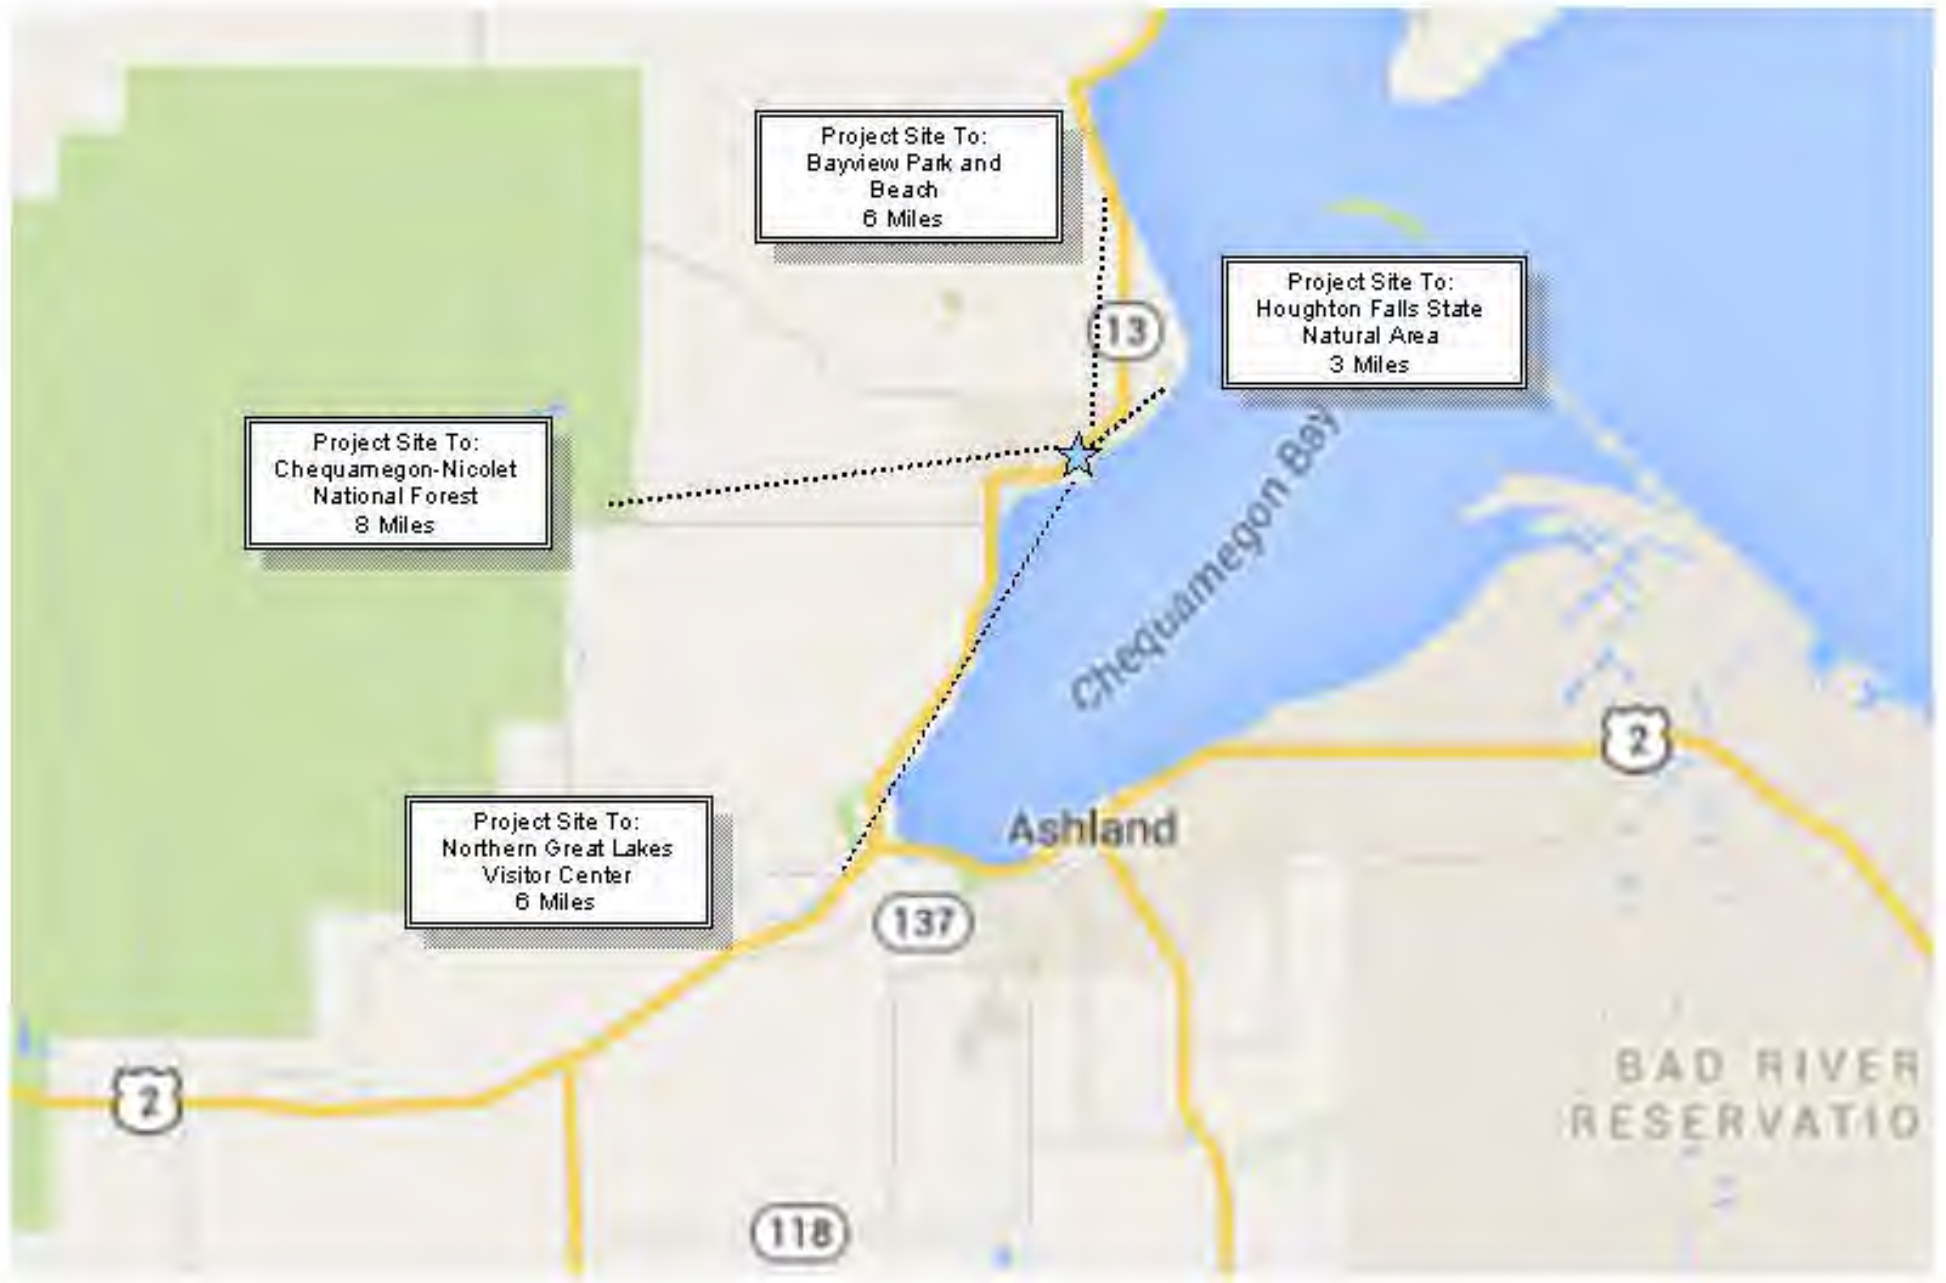 Project Site To:
Bayview Park and
Beach
6 Miles
Project Site To:
Houghton Falls State
Natural Area
3 Miles
13
Project Site To:
Chequamegon-Nicolet
National Forest
8 Miles
Chequamegon Bay
2
Project Site To:
Northern Great Lakes
Visitor Center
6 Miles
Ashland
137
BAD RIVER
RESERVATIO
2
118